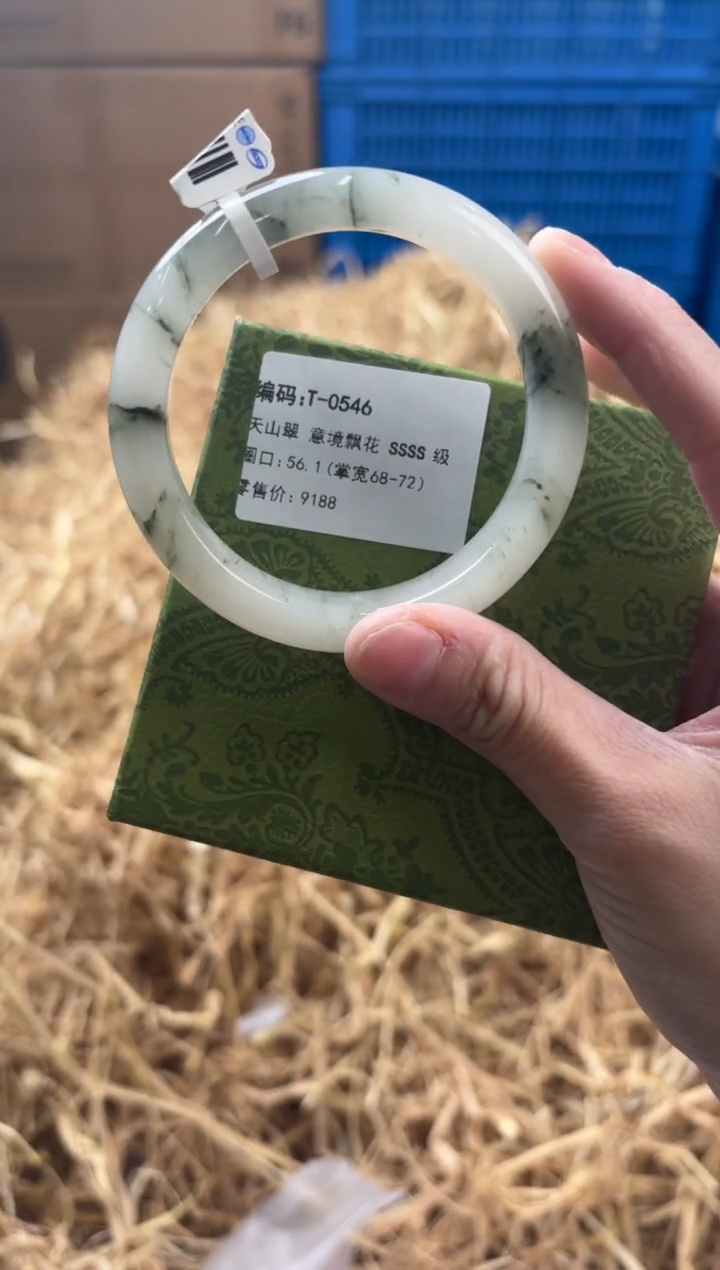 编码:T-0546
天山翠 意境飘花 SSSS 级
圈口:56.1(掌宽68-72)
零售价:9188